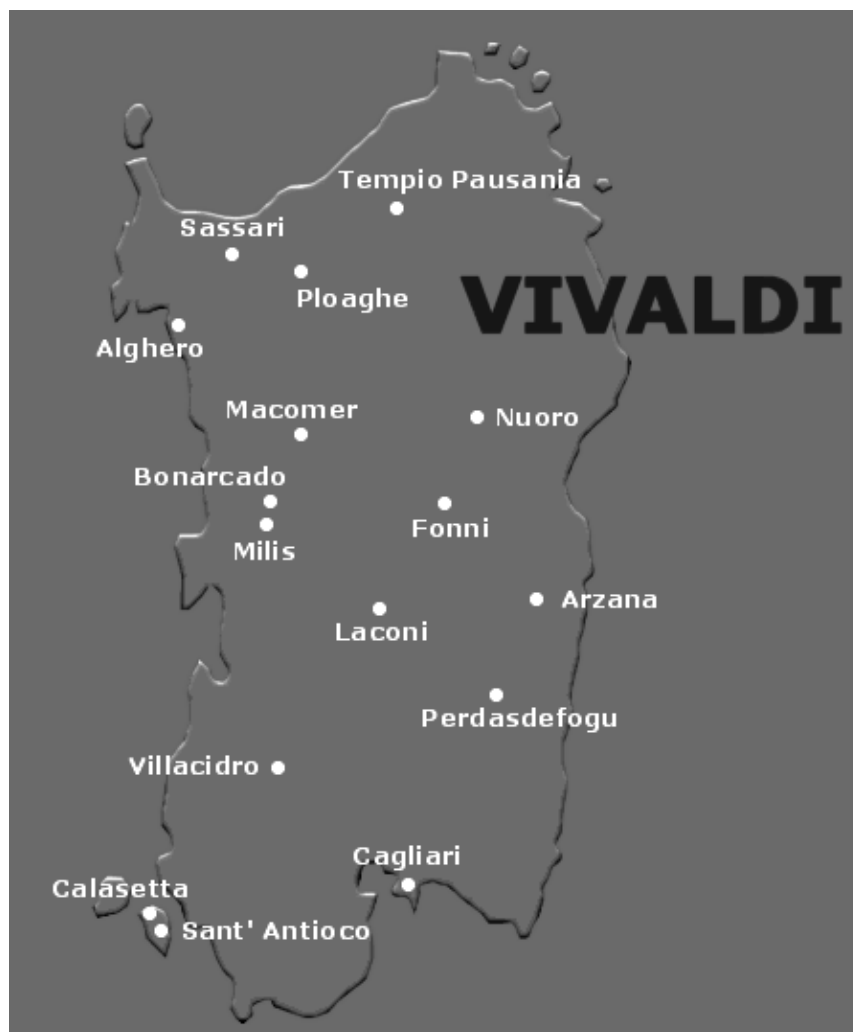 Tempio Pausania
Sassari
Ploaghe
VIVALDI
Alghero
Macomer
Nuoro
Bonarcado
Fonni
Milis
Arzana
Laconi
Perdasdefogu
Villacidro
Cagliari
Calasetta
Sant' Antioco